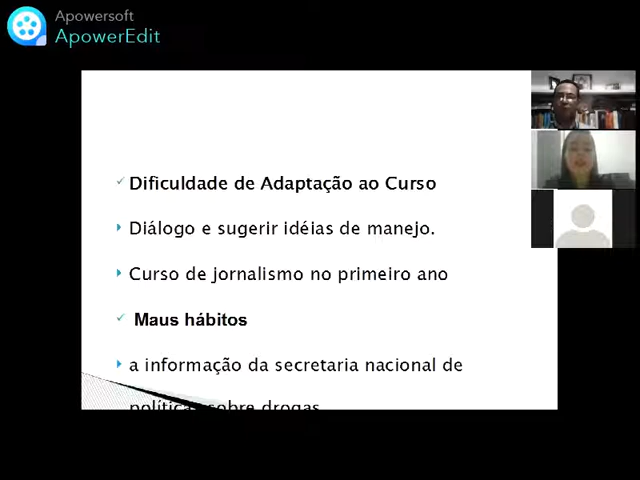 Apowersoft
ApowerEdit
Dificuldade de Adaptação ao Curso
Diálogo e sugerir idéias de manejo.
Curso de jornalismo no primeiro ano
Maus hábitos
a informação da secretaria nacional de
políticas sobre drogas